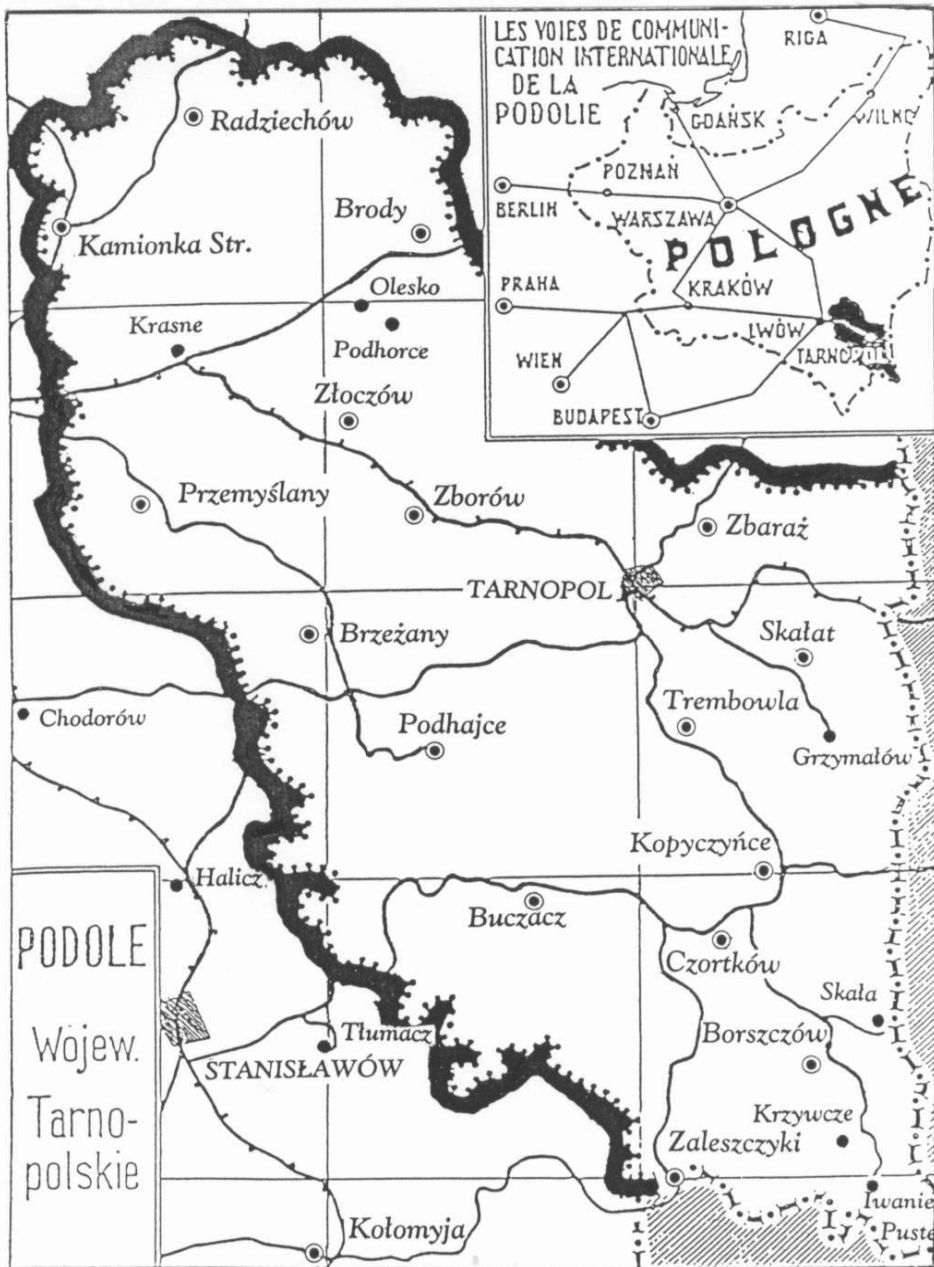 LES VOIES DE COMMUNI-
CATION INTERNATIONALE
DE LA
PODOLIE
RIGA
GDAŃSK
WILNO
POZNAŃ
BERLIN
WARSZAWA
POLOGNE
PRAHA
KRAKÓW
LWÓW
TARNOPOL
WIEN
BUDAPEST
Radziechów
Brody
Kamionka Str.
Olesko
Krasne
Podhorce
Złoczów
Przemyślany
Zborów
Zbaraż
TARNOPOL
Brzeżany
Skałat
Trembowla
Chodorów
Podhajce
Grzymałów
Kopyczyńce
Halicz
Buczacz
PODOLE
Czortków
Skała
Wojew.
Tłumacz
Borszczów
STANISŁAWÓW
Tarno-
polskie
Krzywcze
Zaleszczyki
Iwanie
Puste
Kołomyja